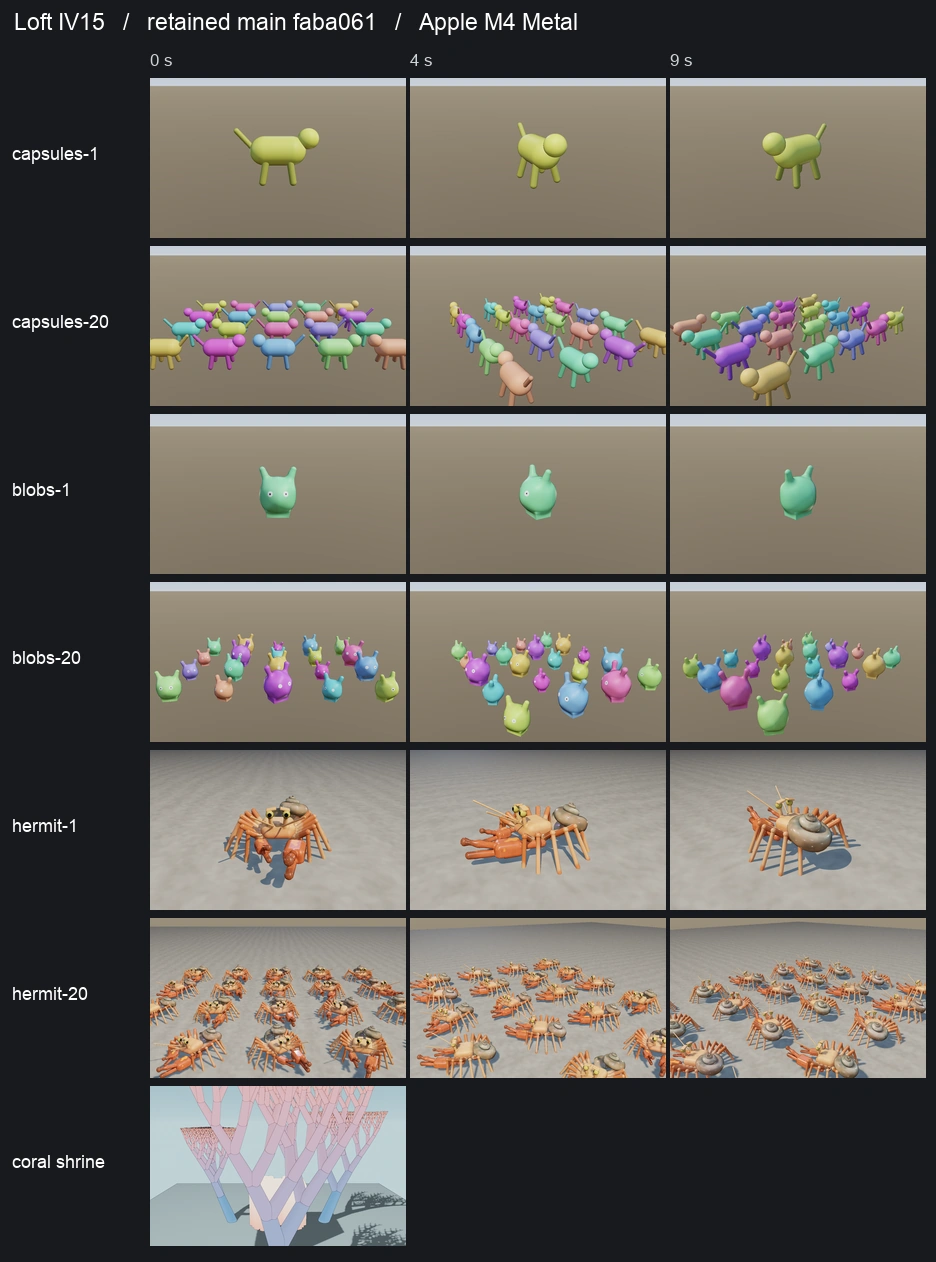 Loft IV15 / retained main faba061 / Apple M4 Metal
0 s 4 s 9 s
capsules-1
capsules-20
blobs-1
blobs-20
hermit-1
hermit-20
coral shrine